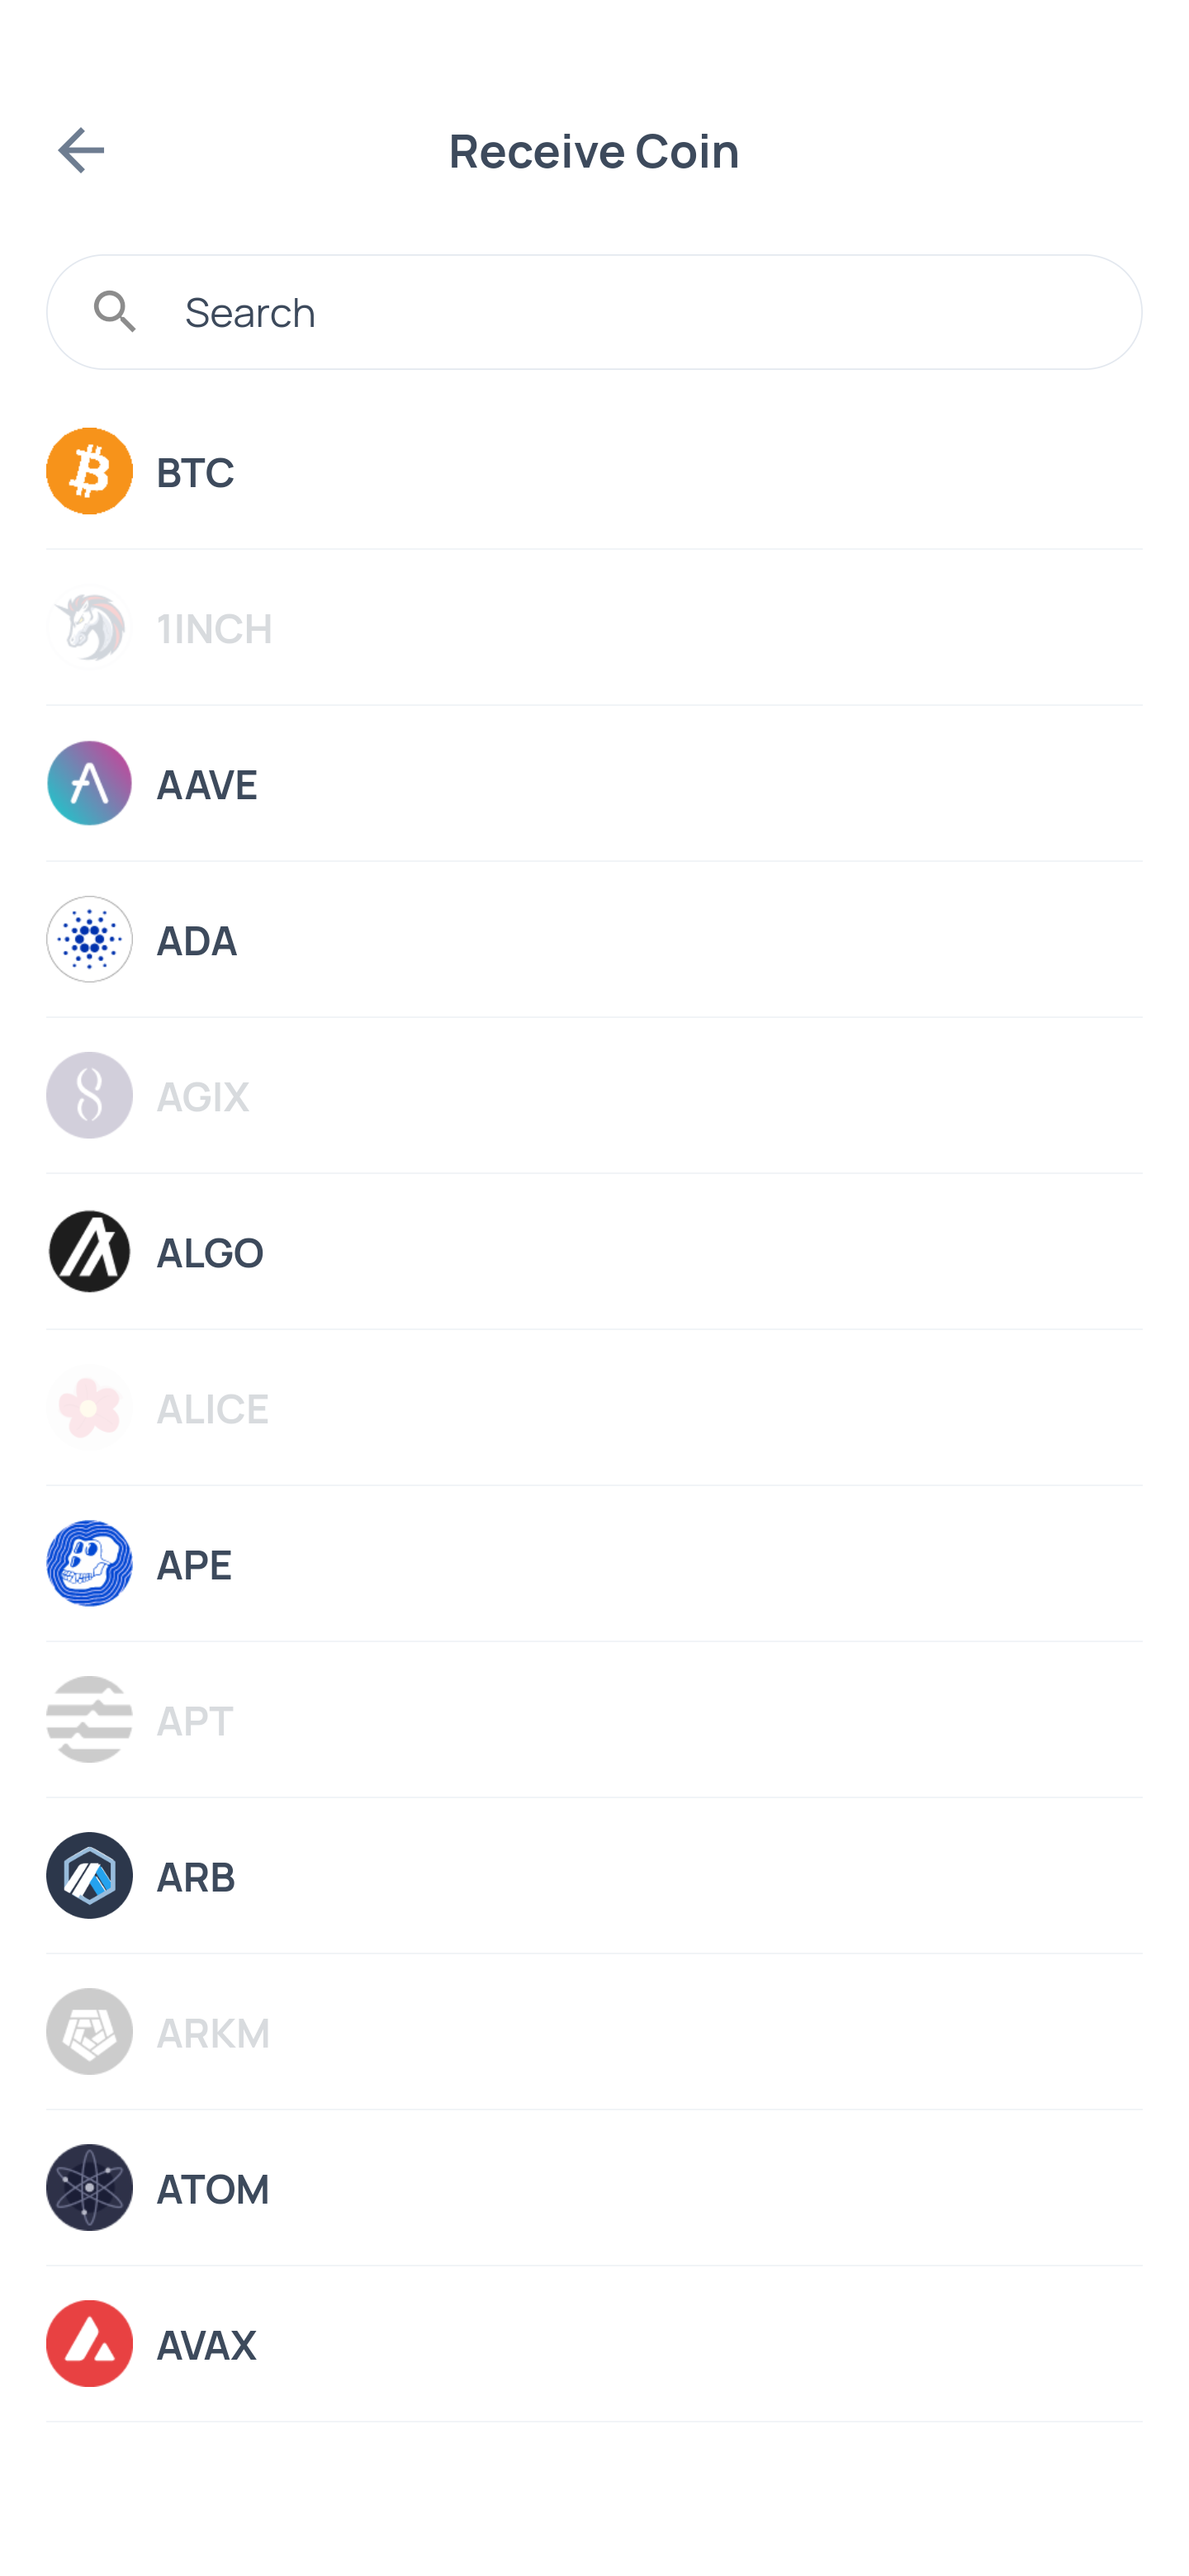 Receive Coin
Search
BTC
1INCH
AAVE
ADA
AGIX
ALGO
ALICE
APE
APT
ARB
ARKM
ATOM
AVAX